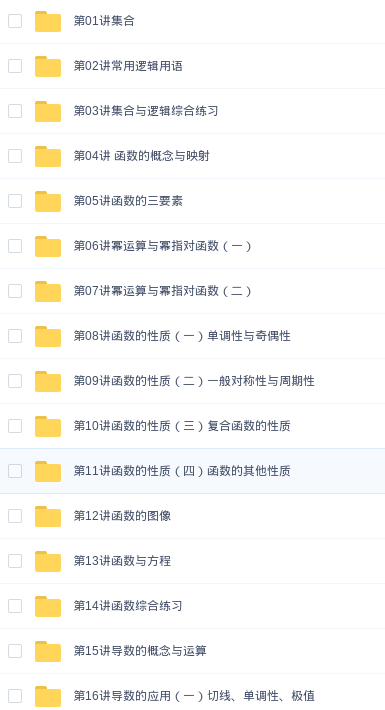 第01讲集合
第02讲常用逻辑用语
第03讲集合与逻辑综合练习
第04讲 函数的概念与映射
第05讲函数的三要素
第06讲幂运算与幂指对函数（一）
第07讲幂运算与幂指对函数（二）
第08讲函数的性质（一）单调性与奇偶性
第09讲函数的性质（二）一般对称性与周期性
第10讲函数的性质（三）复合函数的性质
第11讲函数的性质（四）函数的其他性质
第12讲函数的图像
第13讲函数与方程
第14讲函数综合练习
第15讲导数的概念与运算
第16讲导数的应用（一）切线、单调性、极值